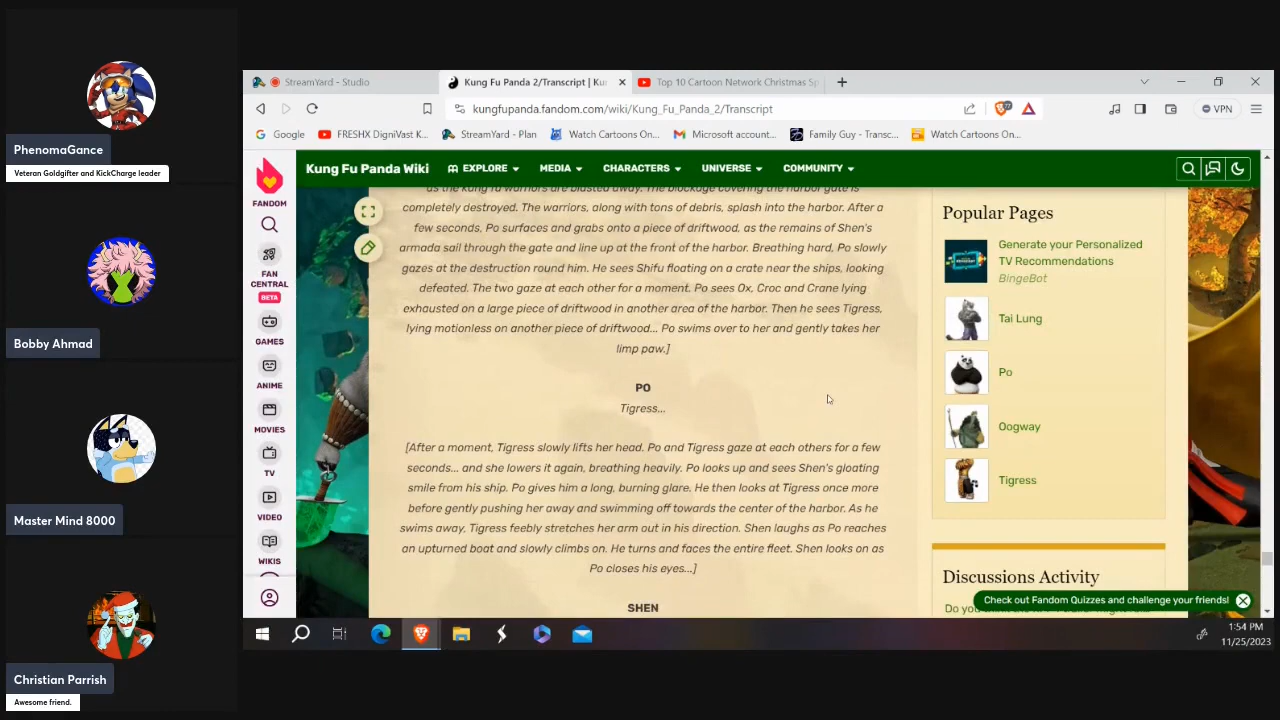 PhenomaGance
Veteran Goldgifter and KickCharge leader
Bobby Ahmad
Master Mind 8000
Christian Parrish
Awesome friend.
StreamYard - Studio
Kung Fu Panda 2/Transcript | Ku
Top 10 Cartoon Network Christmas Sp
kungfupanda.fandom.com/wiki/Kung_Fu_Panda_2/Transcript
VPN
Google
FRESHX DigniVast K...
StreamYard - Plan
Watch Cartoons On...
Microsoft account...
Family Guy - Transc...
Watch Cartoons On...
Kung Fu Panda Wiki
EXPLORE
MEDIA
CHARACTERS
UNIVERSE
COMMUNITY
FANDOM
FAN
CENTRAL
BETA
GAMES
ANIME
MOVIES
TV
VIDEO
WIKIS
as the kung fu warriors are blasted away. The blockage covering the harbor gate is
completely destroyed. The warriors, along with tons of debris, splash into the harbor. After a
few seconds, Po surfaces and grabs onto a piece of driftwood, as the remains of Shen's
armada sail through the gate and line up at the front of the harbor. Breathing hard, Po slowly
gazes at the destruction round him. He sees Shifu floating on a crate near the ships, looking
defeated. The two gaze at each other for a moment. Po sees Ox, Croc and Crane lying
exhausted on a large piece of driftwood in another area of the harbor. Then he sees Tigress,
lying motionless on another piece of driftwood... Po swims over to her and gently takes her
limp paw.]
PO
Tigress...
[After a moment, Tigress slowly lifts her head. Po and Tigress gaze at each others for a few
seconds... and she lowers it again, breathing heavily. Po looks up and sees Shen's gloating
smile from his ship. Po gives him a long, burning glare. He then looks at Tigress once more
before gently pushing her away and swimming off towards the center of the harbor. As he
swims away, Tigress feebly stretches her arm out in his direction. Shen laughs as Po reaches
an upturned boat and slowly climbs on. He turns and faces the entire fleet. Shen looks on as
Po closes his eyes...]
SHEN
Popular Pages
Generate your Personalized
TV Recommendations
BingeBot
Tai Lung
Po
Oogway
Tigress
Discussions Activity
Check out Fandom Quizzes and challenge your friends!
1:54 PM
11/25/2023